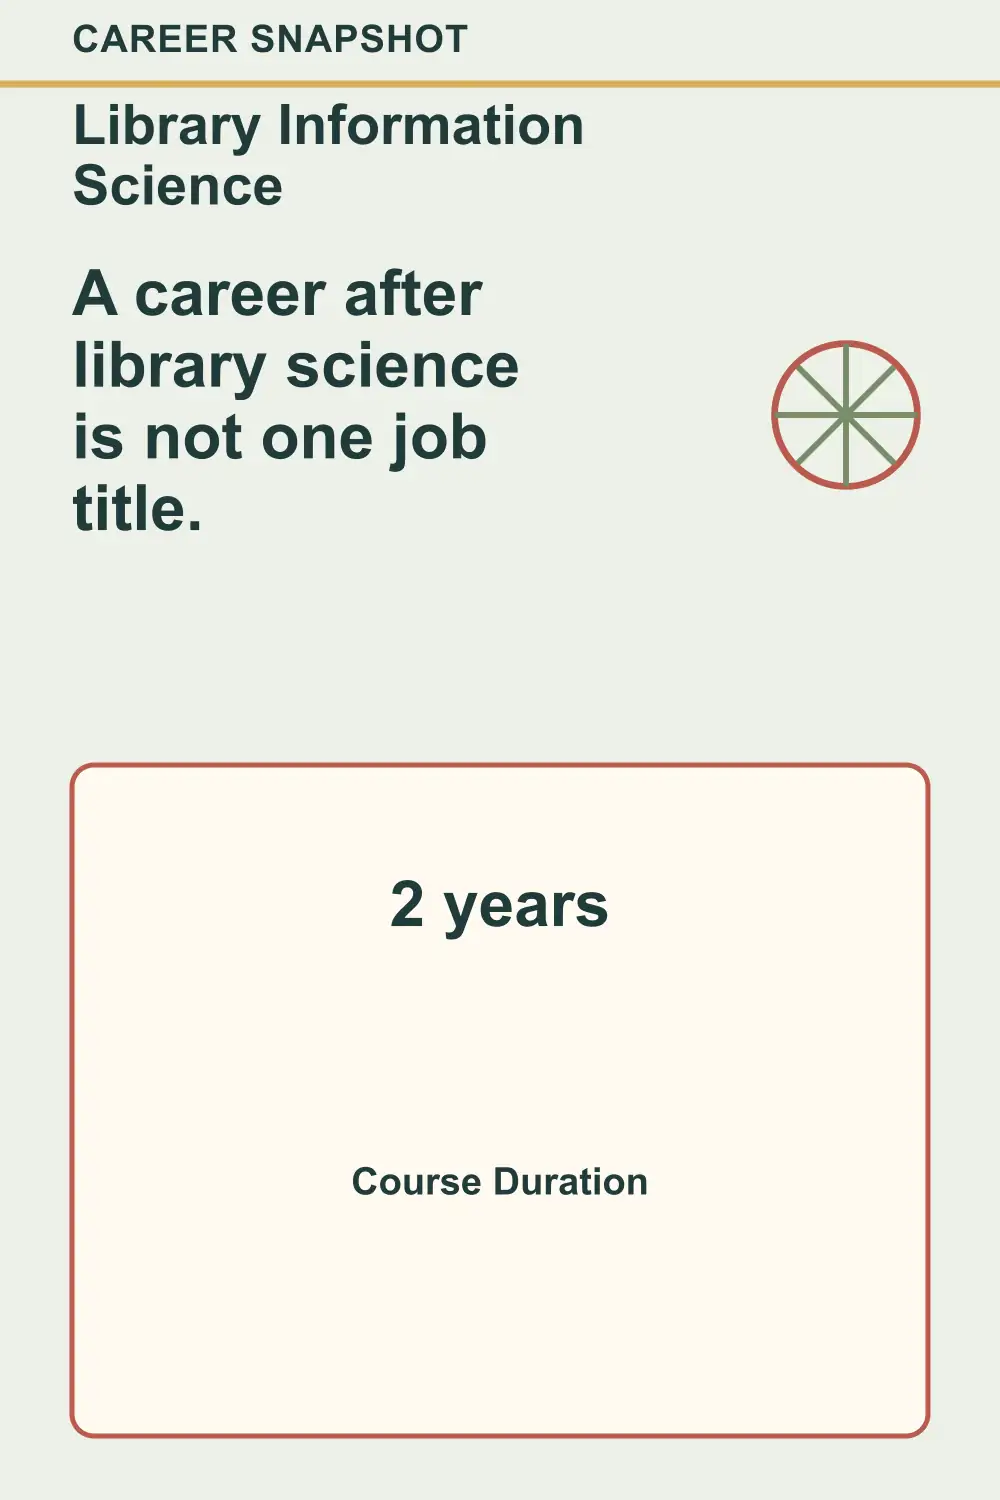 CAREER SNAPSHOT
Library Information
Science
A career after
library science
is not one job
title.
2 years
Course Duration